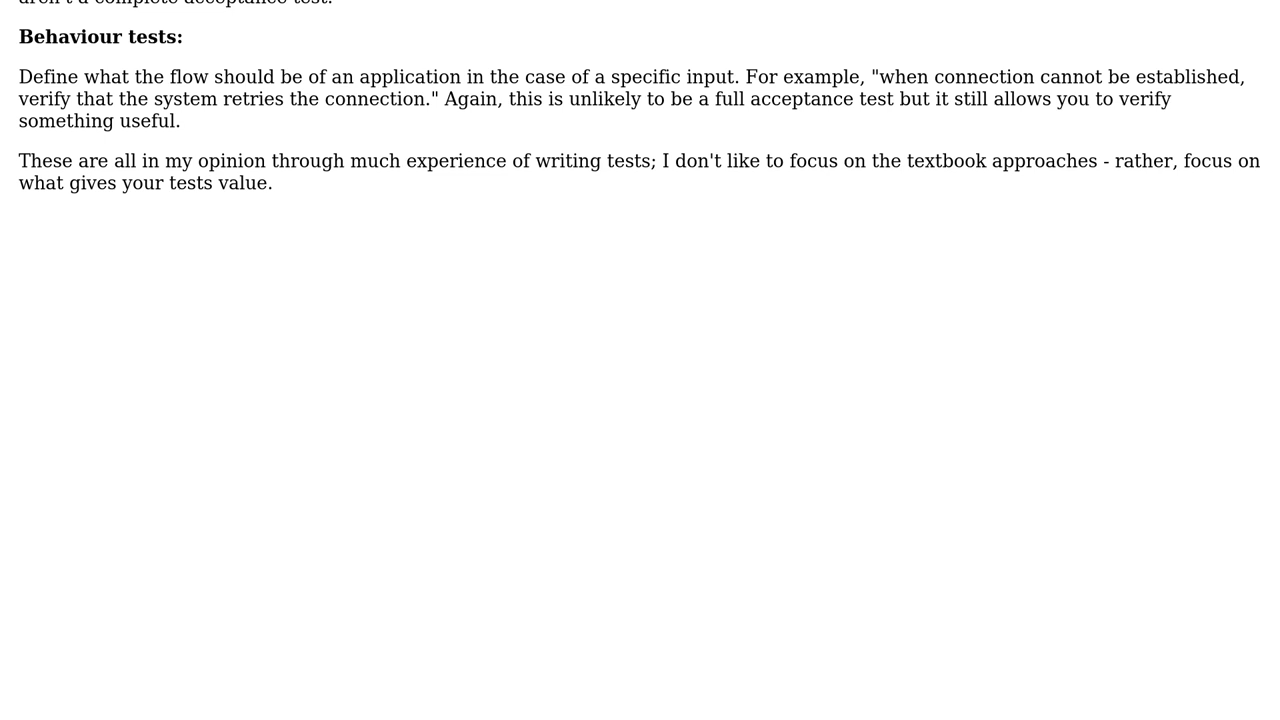 aren't a complete acceptance test.
Behaviour tests:
Define what the flow should be of an application in the case of a specific input. For example, "when connection cannot be established,
verify that the system retries the connection." Again, this is unlikely to be a full acceptance test but it still allows you to verify
something useful.
These are all in my opinion through much experience of writing tests; I don't like to focus on the textbook approaches - rather, focus on
what gives your tests value.